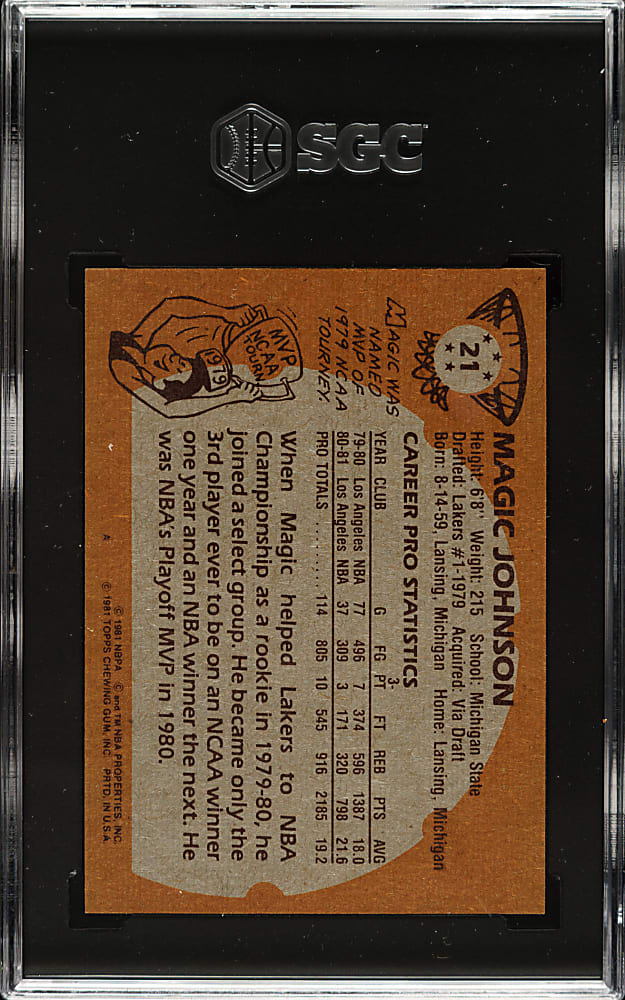 SGC
21
MAGIC JOHNSON
Height: 6'8" Weight: 215 School: Michigan State
Drafted: Lakers #1-1979 Acquired: Via Draft
Born: 8-14-59, Lansing, Michigan Home: Lansing, Michigan
CAREER PRO STATISTICS
3-
YEAR CLUB G FG PT FT REB PTS AVG
79-80 Los Angeles NBA 77 496 7 374 596 1387 18.0
80-81 Los Angeles NBA 37 309 3 171 320 798 21.6
PRO TOTALS ......... 114 805 10 545 916 2185 19.2
MAGIC WAS
NAMED
MVP OF
1979 NCAA
TOURNEY.
MVP
NCAA
TOURN.
1979
When Magic helped Lakers to NBA
Championship as a rookie in 1979-80, he
joined a select group. He became only the
3rd player ever to be on an NCAA winner
one year and an NBA winner the next. He
was NBA's Playoff MVP in 1980.
A
© 1981 NBPA © and TM NBA PROPERTIES, INC.
© 1981 TOPPS CHEWING GUM, INC. PRTD. IN U.S.A.